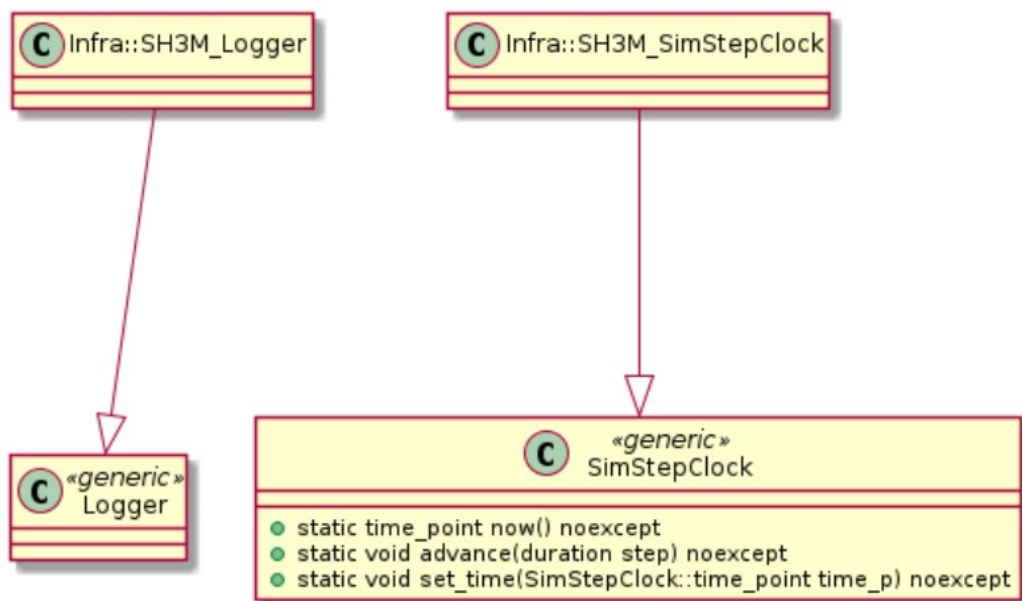 C Infra::SH3M_Logger
C Infra::SH3M_SimStepClock
C «generic»
Logger
C «generic»
SimStepClock
static time_point now() noexcept
static void advance(duration step) noexcept
static void set_time(SimStepClock::time_point time_p) noexcept